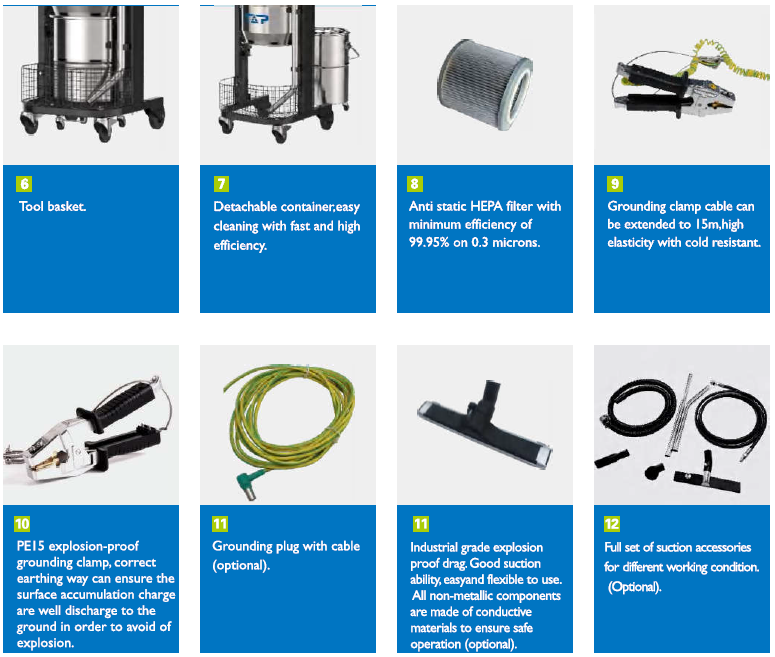 TAP
6
Tool basket.
7
Detachable container,easy
cleaning with fast and high
efficiency.
8
Anti static HEPA filter with
minimum efficiency of
99.95% on 0.3 microns.
9
Grounding clamp cable can
be extended to 15m,high
elasticity with cold resistant.
10
PE15 explosion-proof
grounding clamp, correct
earthing way can ensure the
surface accumulation charge
are well discharge to the
ground in order to avoid of
explosion.
11
Grounding plug with cable
(optional).
11
Industrial grade explosion
proof drag. Good suction
ability, easyand flexible to use.
All non-metallic components
are made of conductive
materials to ensure safe
operation (optional).
12
Full set of suction accessories
for different working condition.
(Optional).